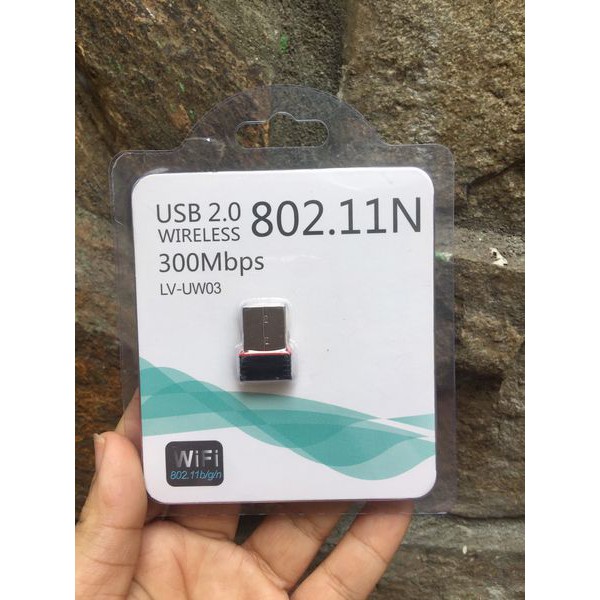 USB 2.0
WIRELESS
802.11N
300Mbps
LV-UW03
WiFi
802.11b/g/n